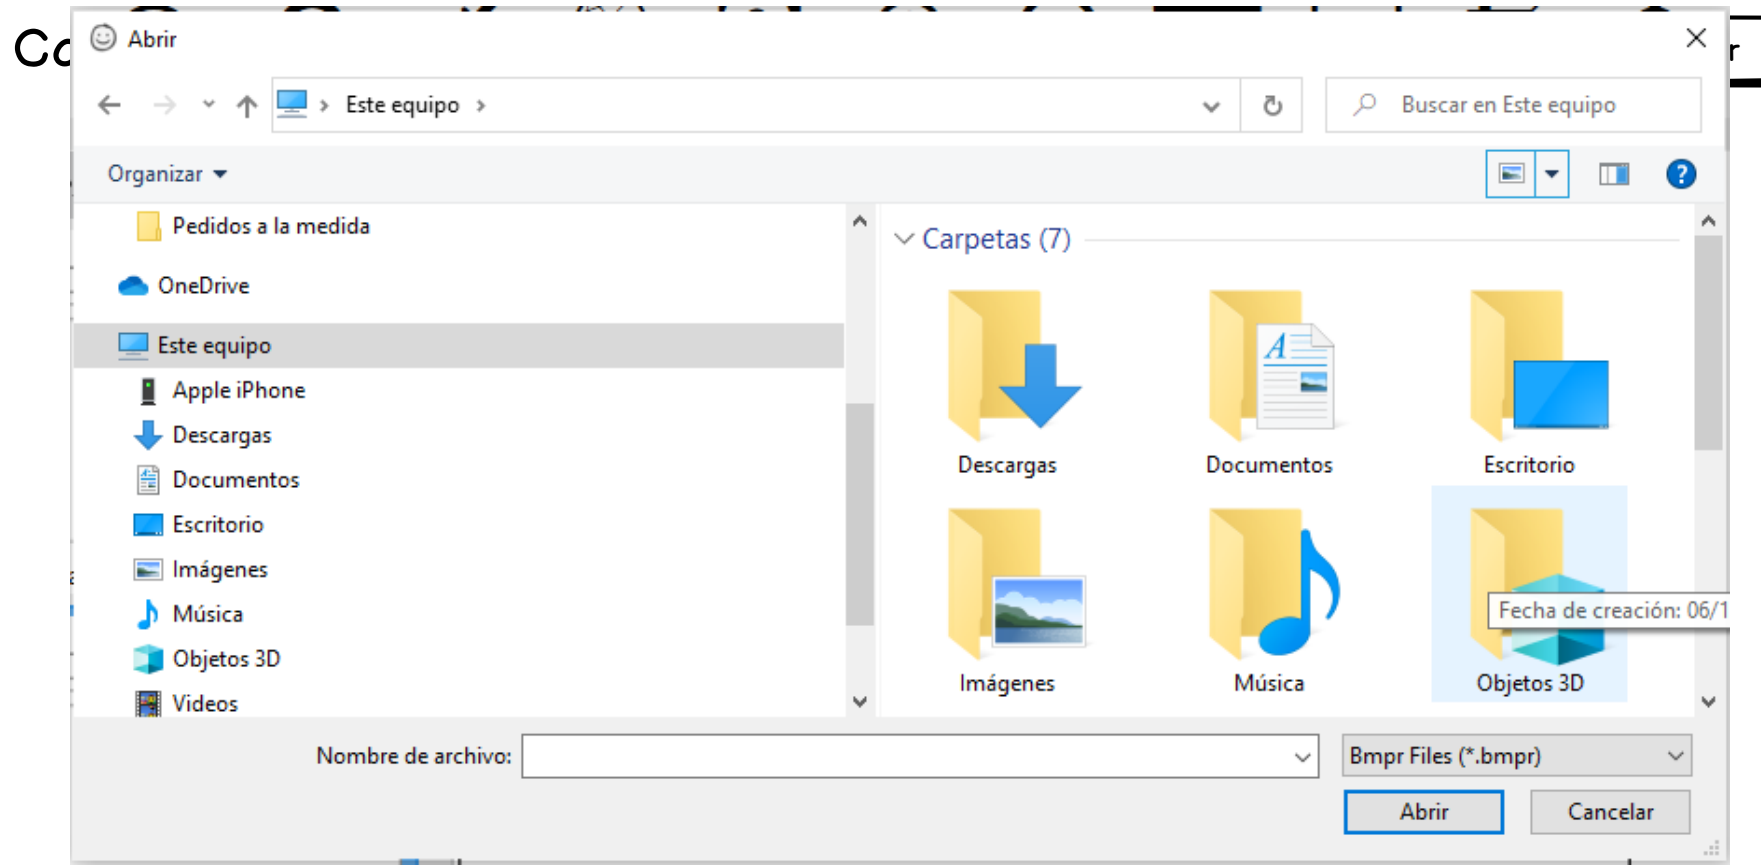 Co
Abrir
r
Este equipo
Buscar en Este equipo
Organizar
Pedidos a la medida
OneDrive
Este equipo
Apple iPhone
Descargas
Documentos
Escritorio
Imágenes
Música
Objetos 3D
Videos
Carpetas (7)
Descargas
Documentos
Escritorio
Imágenes
Música
Fecha de creación: 06/1
Objetos 3D
Nombre de archivo:
Bmpr Files (*.bmpr)
Abrir
Cancelar